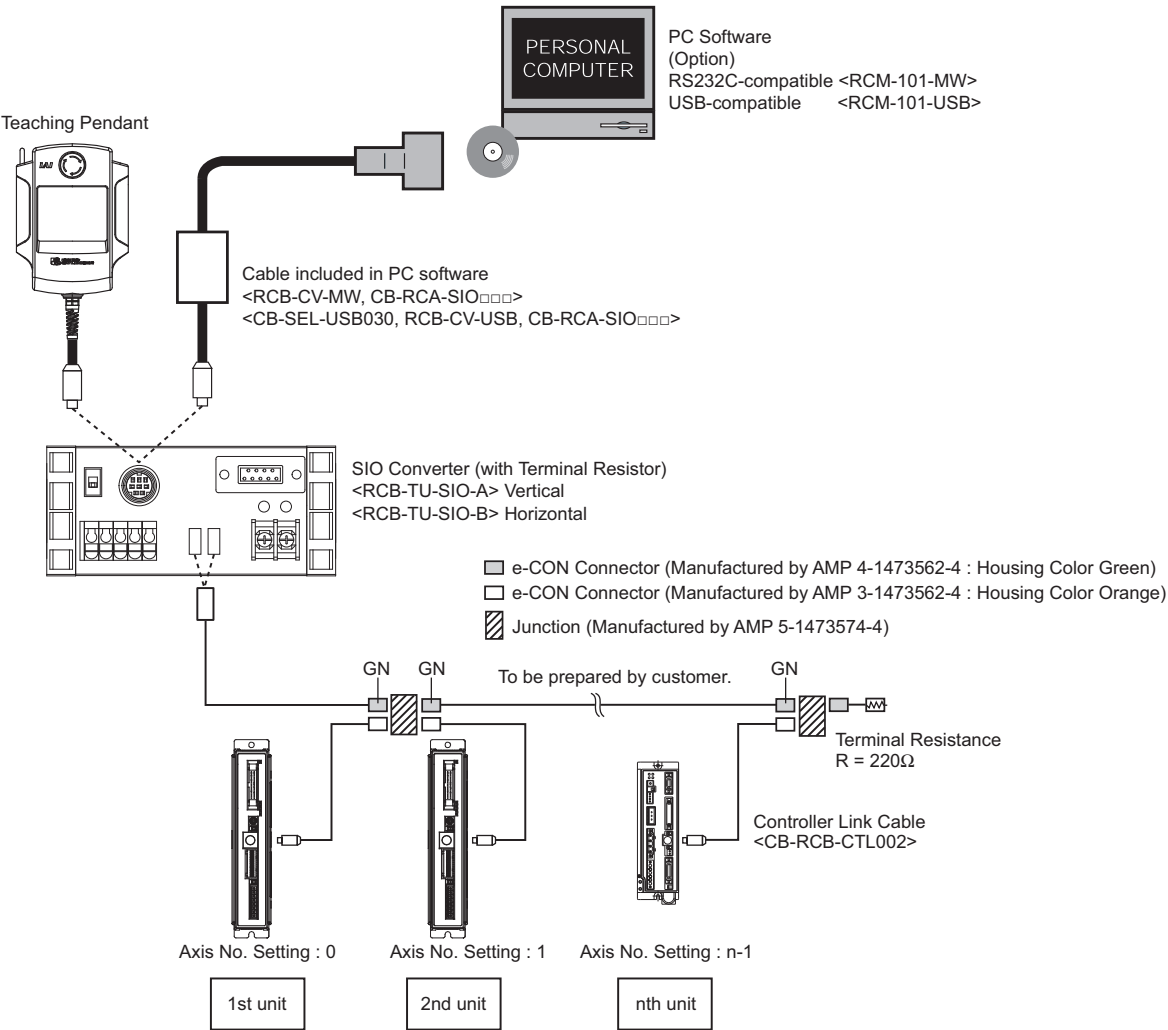 PERSONAL
COMPUTER
PC Software
(Option)
RS232C-compatible <RCM-101-MW>
USB-compatible <RCM-101-USB>
Teaching Pendant
IAI
Cable included in PC software
<RCB-CV-MW, CB-RCA-SIO□□□>
<CB-SEL-USB030, RCB-CV-USB, CB-RCA-SIO□□□>
SIO Converter (with Terminal Resistor)
<RCB-TU-SIO-A> Vertical
<RCB-TU-SIO-B> Horizontal
e-CON Connector (Manufactured by AMP 4-1473562-4 : Housing Color Green)
e-CON Connector (Manufactured by AMP 3-1473562-4 : Housing Color Orange)
Junction (Manufactured by AMP 5-1473574-4)
GN GN To be prepared by customer. GN
Terminal Resistance
R = 220Ω
Controller Link Cable
<CB-RCB-CTL002>
Axis No. Setting : 0 Axis No. Setting : 1 Axis No. Setting : n-1
1st unit 2nd unit nth unit